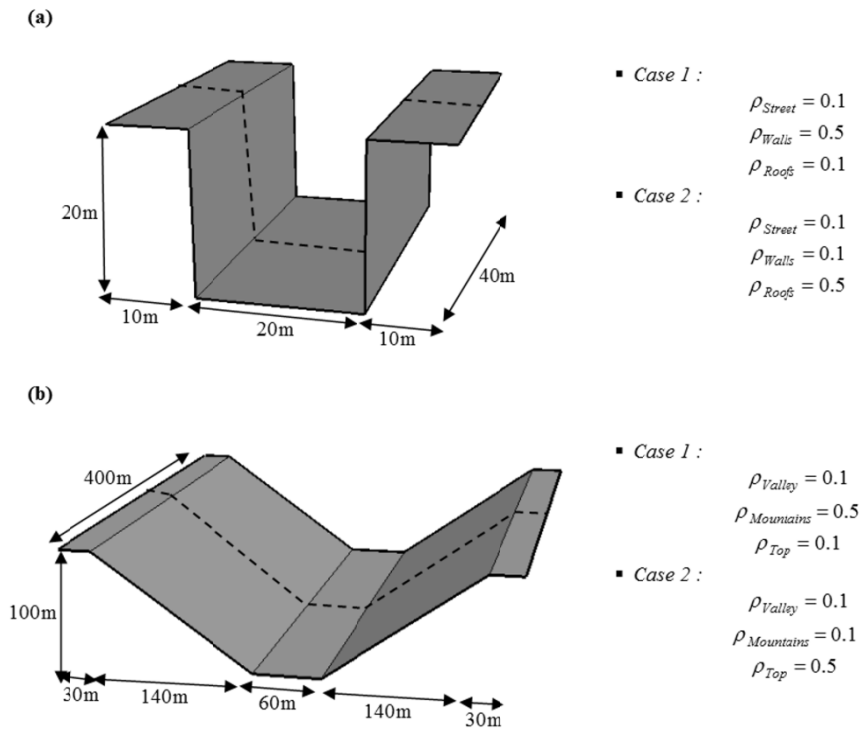 (a)
▪ Case 1 :
ρStreet = 0.1
ρWalls = 0.5
ρRoofs = 0.1
▪ Case 2 :
ρStreet = 0.1
ρWalls = 0.1
ρRoofs = 0.5
20m
40m
10m
20m
10m
(b)
▪ Case 1 :
ρValley = 0.1
ρMountains = 0.5
ρTop = 0.1
▪ Case 2 :
ρValley = 0.1
ρMountains = 0.1
ρTop = 0.5
400m
100m
30m
140m
60m
140m
30m